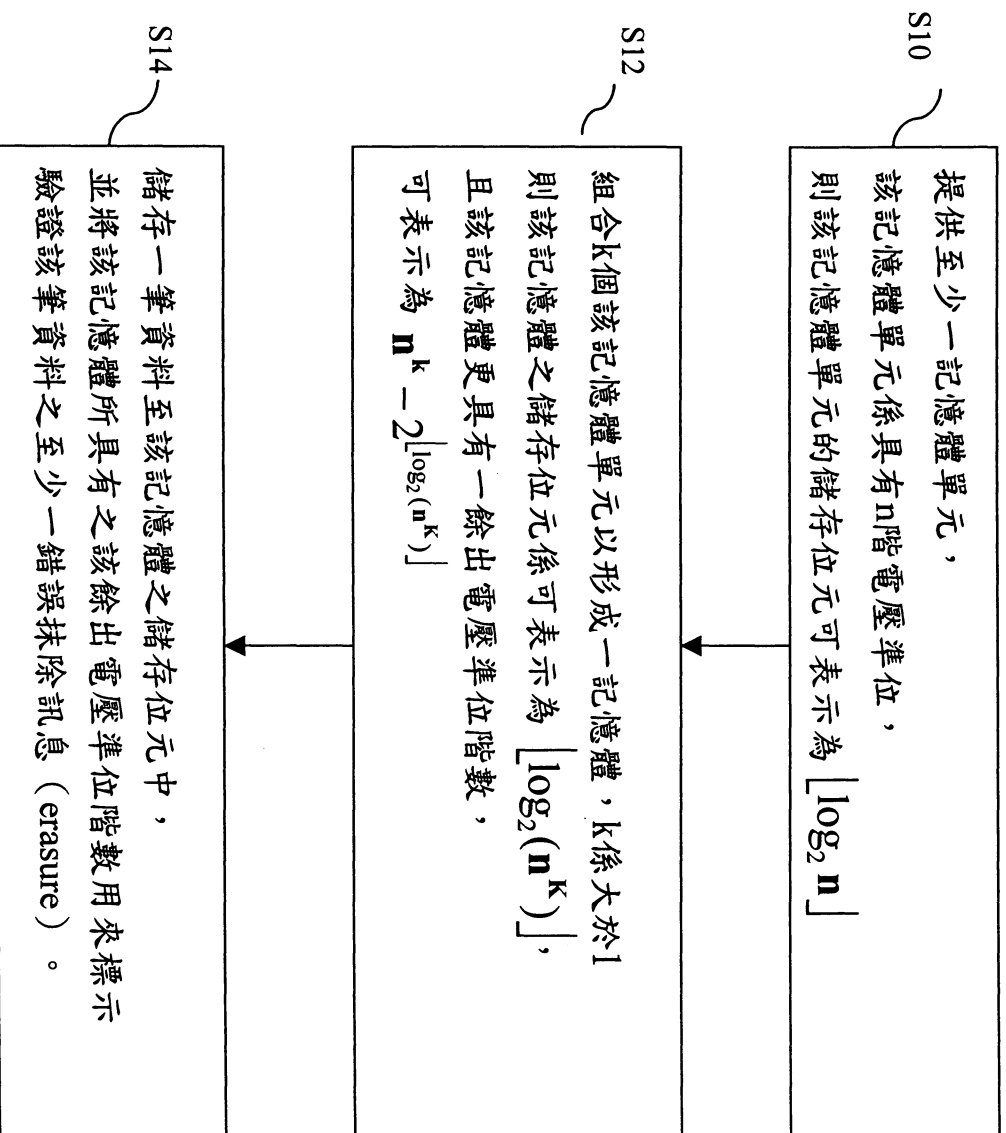 S10
提供至少一記憶體單元，
該記憶體單元係具有n階電壓準位，
則該記憶體單元的儲存位元可表示為 ⌊log₂ n⌋
S12
組合k個該記憶體單元以形成一記憶體，k係大於1
則該記憶體之儲存位元係可表示為 ⌊log₂(n^K)⌋，
且該記憶體更具有一餘出電壓準位階數，
可表示為 n^k − 2^⌊log₂(n^K)⌋
S14
儲存一筆資料至該記憶體之儲存位元中，
並將該記憶體所具有之該餘出電壓準位階數用來標示
驗證該筆資料之至少一錯誤抹除訊息（erasure）。